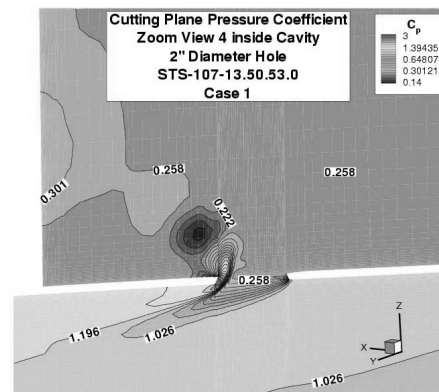 Cutting Plane Pressure Coefficient
Zoom View 4 inside Cavity
2" Diameter Hole
STS-107-13.50.53.0
Case 1
Cp
3
1.39435
0.648074
0.301215
0.14
0.258
0.301
0.258
0.222
0.258
1.196
1.026
1.026
Z
X
Y